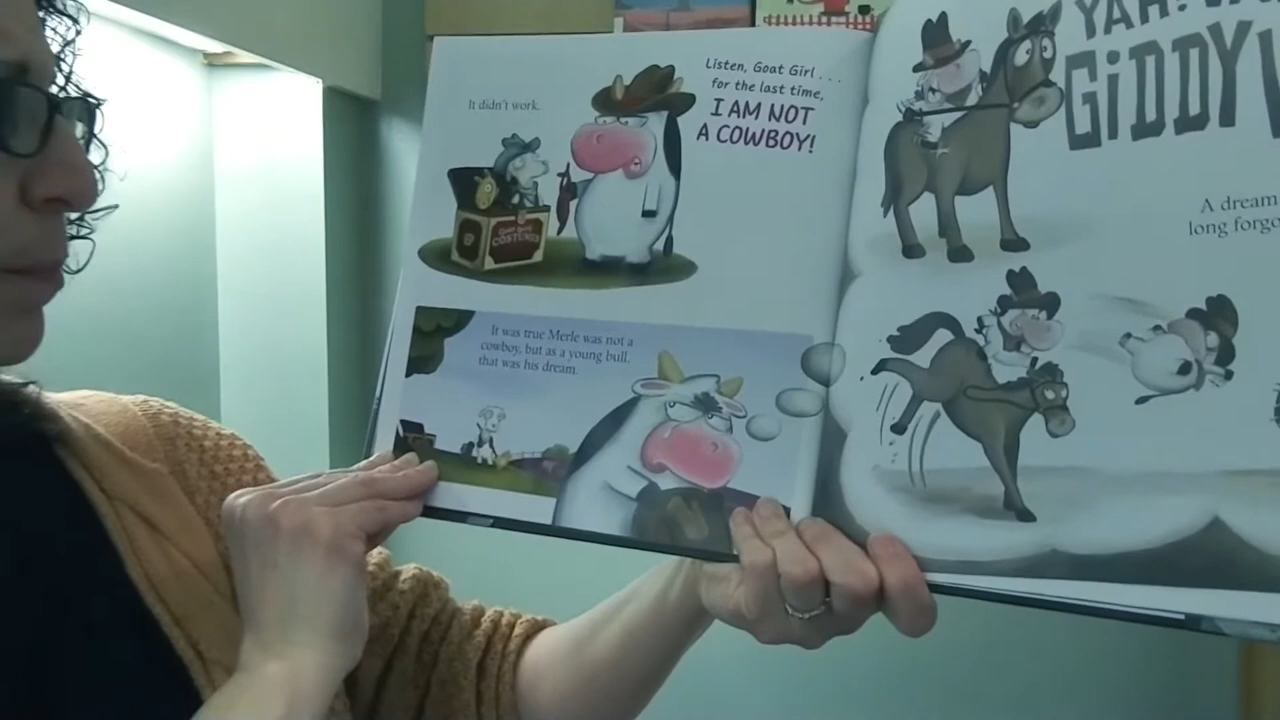 It didn't work.
Listen, Goat Girl . . .
for the last time,
I AM NOT
A COWBOY!
COSTUMES
It was true Merle was not a
cowboy, but as a young bull,
that was his dream.
YAH!
GIDDY
A dream
long forgo